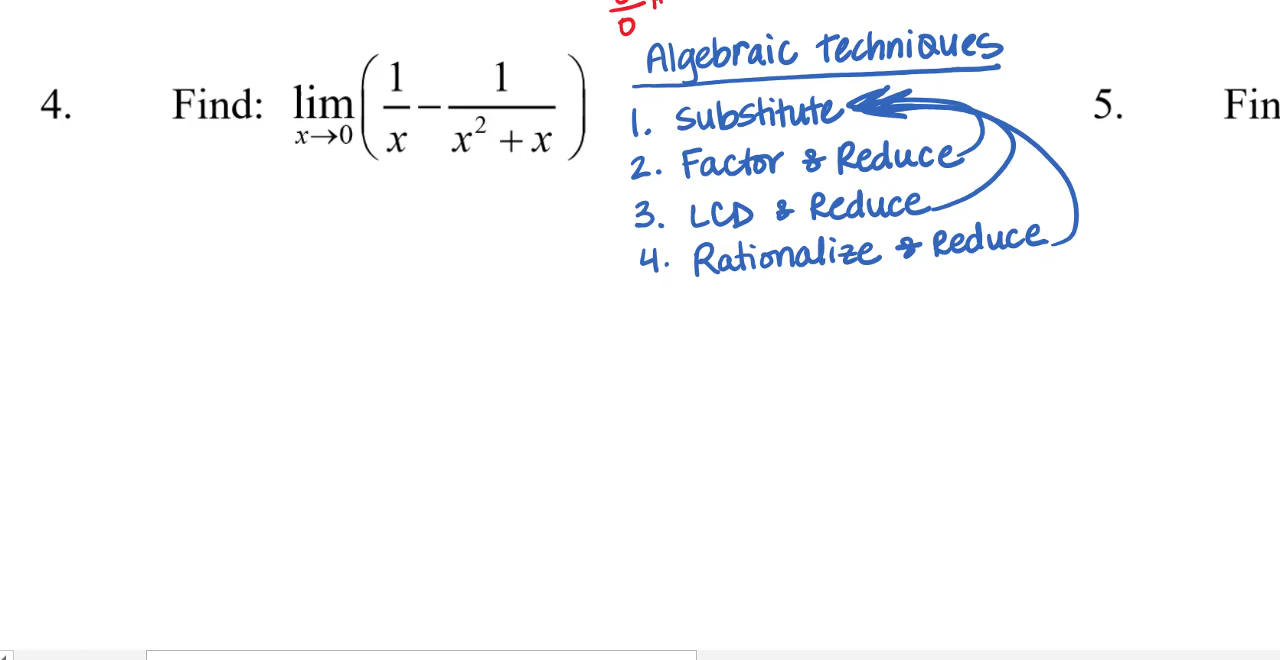 0
Algebraic techniques
4. Find: lim x→0 (1/x − 1/(x² + x))
1. Substitute
5. Fin
2. Factor & Reduce
3. LCD & Reduce
4. Rationalize & Reduce